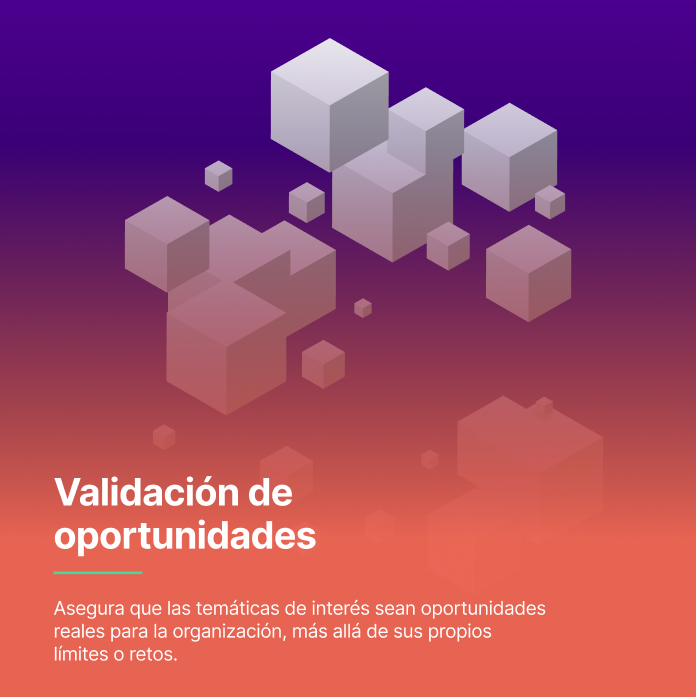 Validación de
oportunidades
Asegura que las temáticas de interés sean oportunidades
reales para la organización, más allá de sus propios
límites o retos.